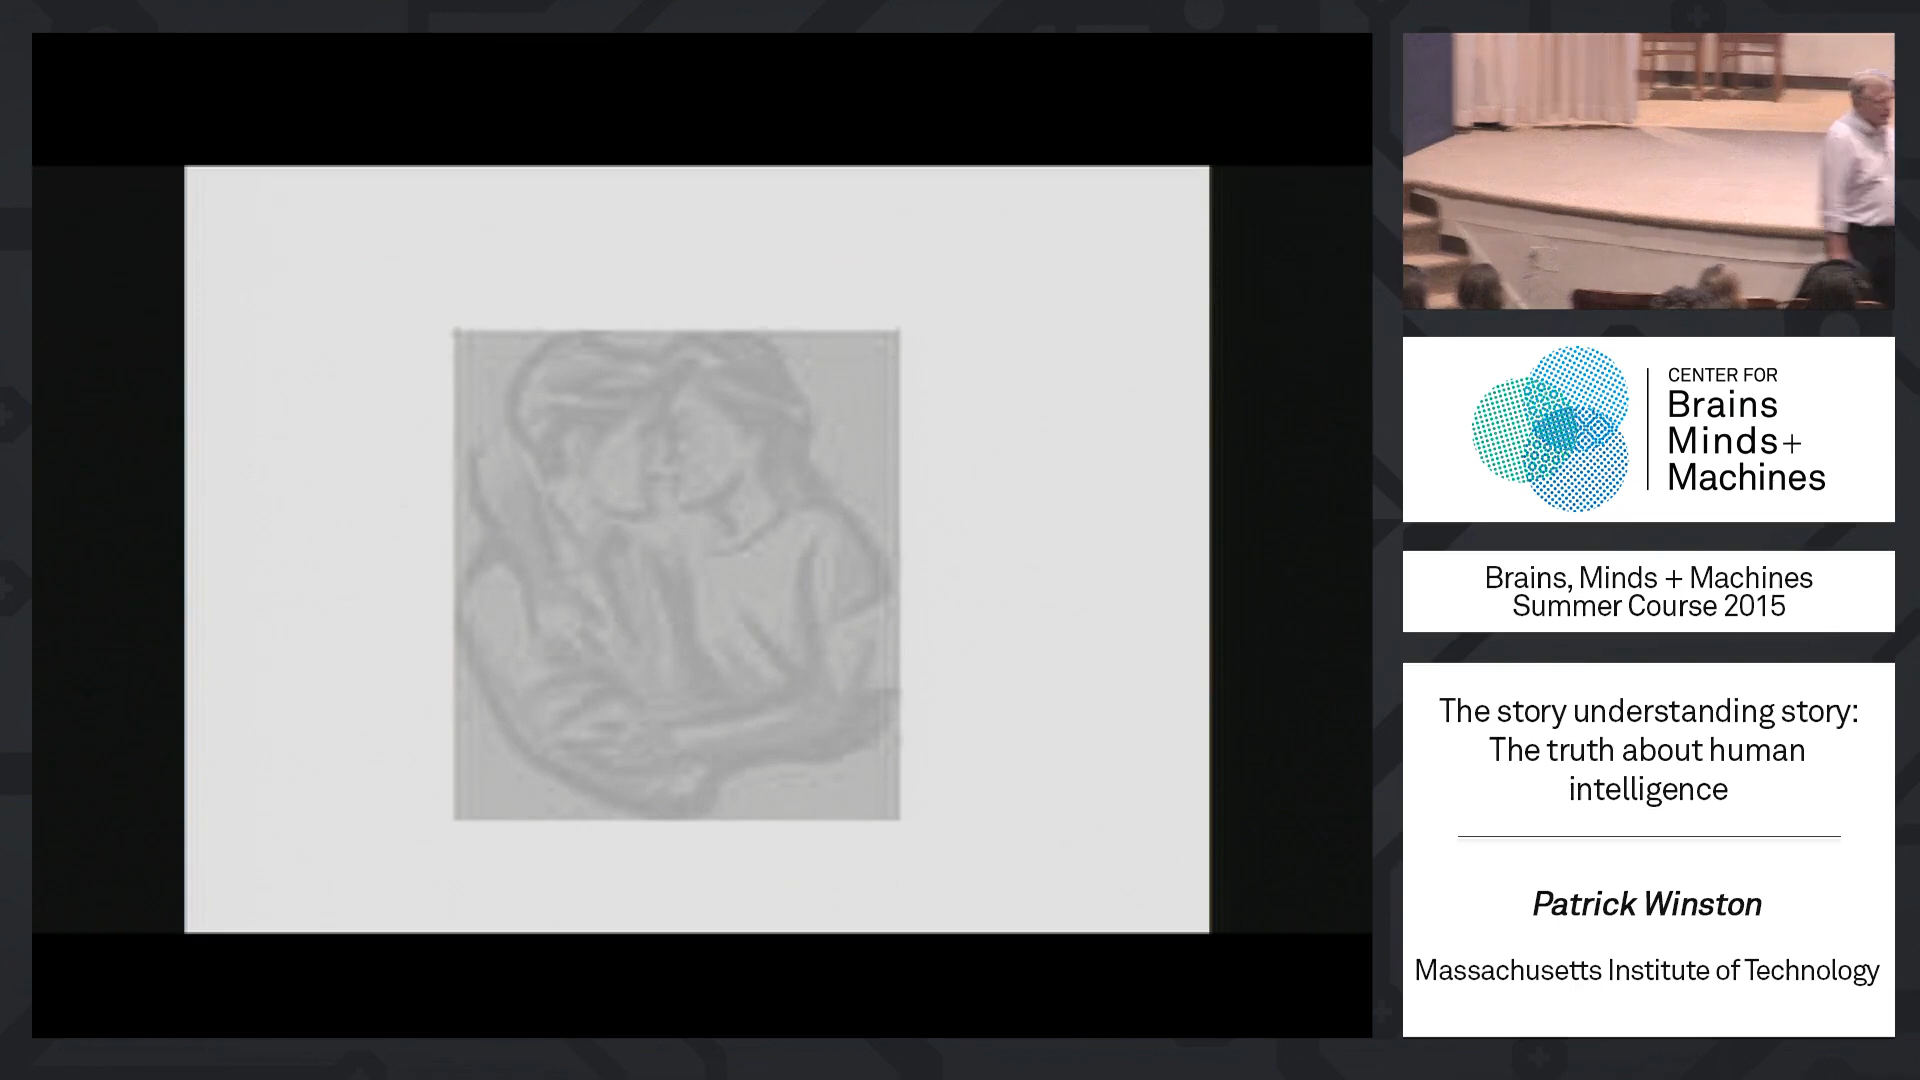 CENTER FOR
Brains
Minds+
Machines
Brains, Minds + Machines
Summer Course 2015
The story understanding story:
The truth about human
intelligence
Patrick Winston
Massachusetts Institute of Technology